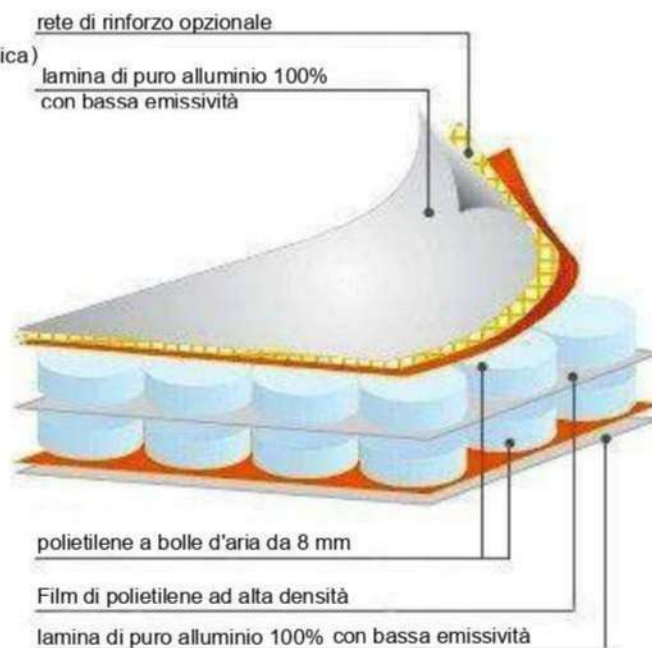 rete di rinforzo opzionale
ica)
lamina di puro alluminio 100%
con bassa emissività
polietilene a bolle d'aria da 8 mm
Film di polietilene ad alta densità
lamina di puro alluminio 100% con bassa emissività